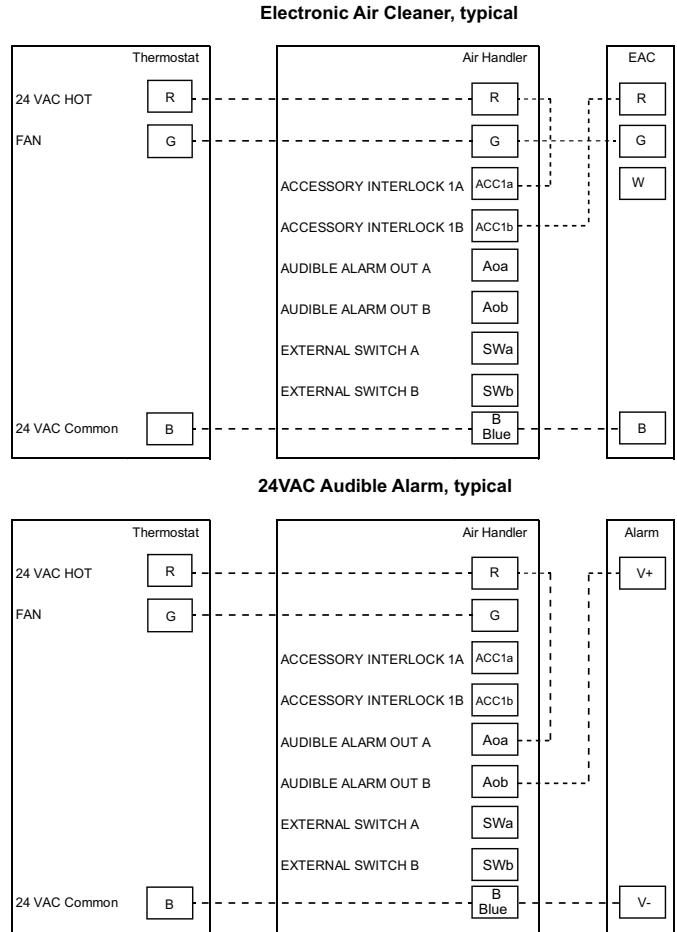 Electronic Air Cleaner, typical
Thermostat Air Handler EAC
24 VAC HOT R R R
FAN G G G
ACCESSORY INTERLOCK 1A ACC1a W
ACCESSORY INTERLOCK 1B ACC1b
AUDIBLE ALARM OUT A Aoa
AUDIBLE ALARM OUT B Aob
EXTERNAL SWITCH A SWa
EXTERNAL SWITCH B SWb
24 VAC Common B B Blue B
24VAC Audible Alarm, typical
Thermostat Air Handler Alarm
24 VAC HOT R R V+
FAN G G
ACCESSORY INTERLOCK 1A ACC1a
ACCESSORY INTERLOCK 1B ACC1b
AUDIBLE ALARM OUT A Aoa
AUDIBLE ALARM OUT B Aob
EXTERNAL SWITCH A SWa
EXTERNAL SWITCH B SWb
24 VAC Common B B Blue V-